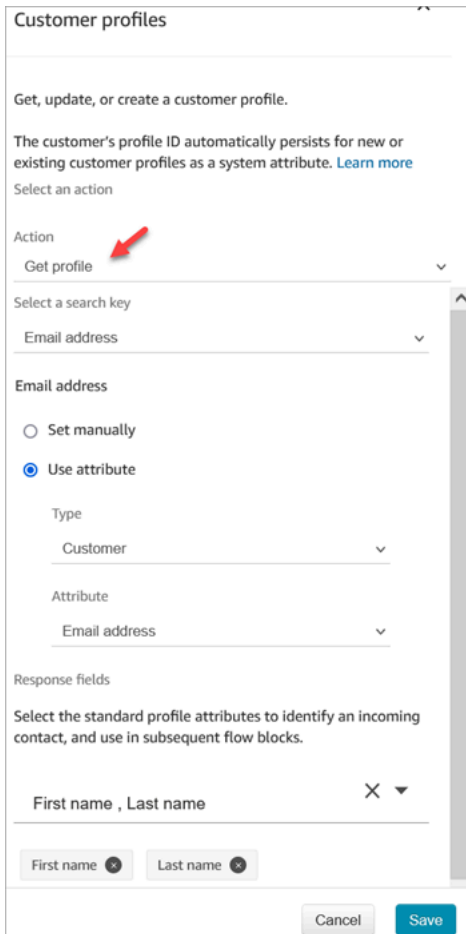 Customer profiles
Get, update, or create a customer profile.
The customer's profile ID automatically persists for new or
existing customer profiles as a system attribute. Learn more
Select an action
Action
Get profile
Select a search key
Email address
Email address
Set manually
Use attribute
Type
Customer
Attribute
Email address
Response fields
Select the standard profile attributes to identify an incoming
contact, and use in subsequent flow blocks.
First name , Last name
First name Last name
Cancel Save